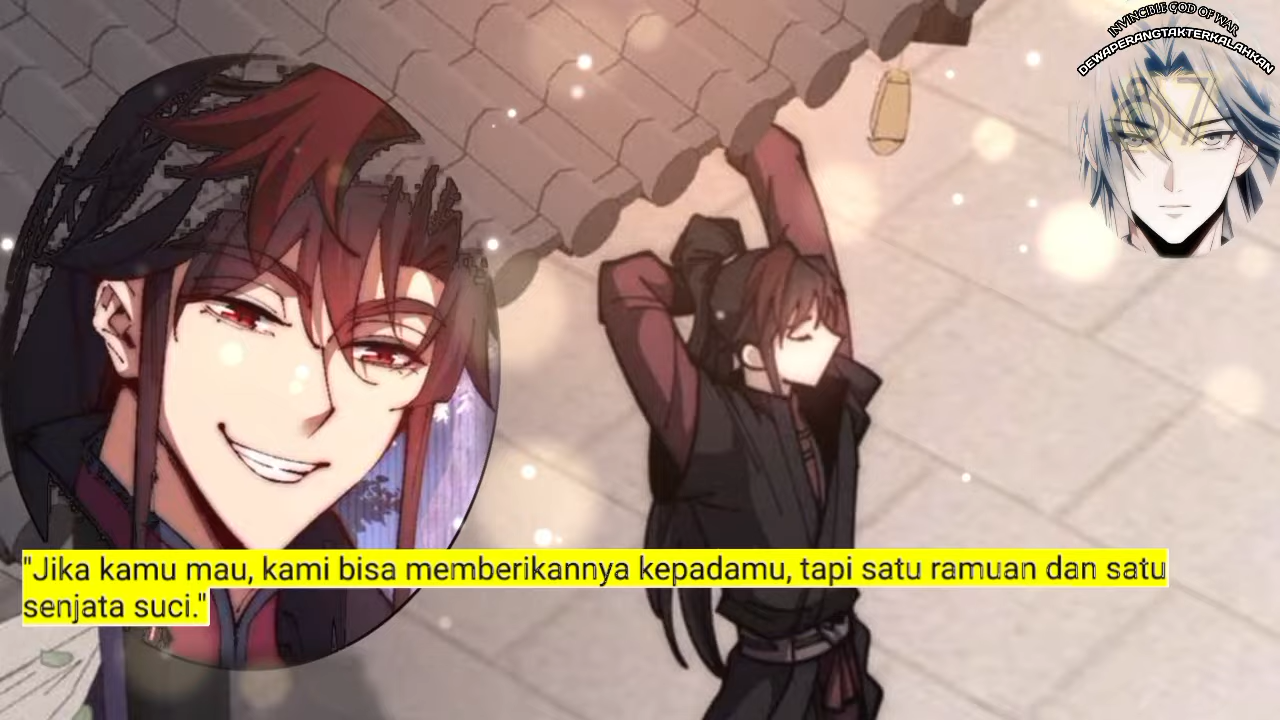 INVINCIBLE GOD OF WAR
DEWAPERANGTAKTERKALAHKAN
37
"Jika kamu mau, kami bisa memberikannya kepadamu, tapi satu ramuan dan satu
senjata suci."